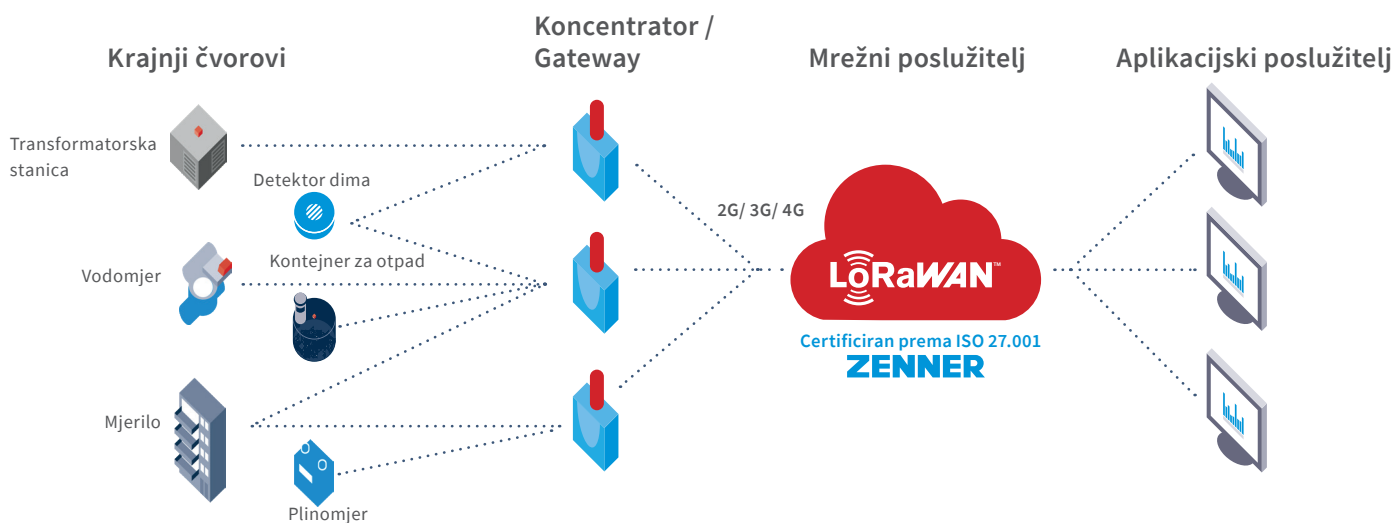 Krajnji čvorovi
Koncentrator /
Gateway
Mrežni poslužitelj
Aplikacijski poslužitelj
Transformatorska
stanica
Detektor dima
Vodomjer
Kontejner za otpad
Mjerilo
Plinomjer
2G/ 3G/ 4G
LoRaWAN™
Certificiran prema ISO 27.001
ZENNER